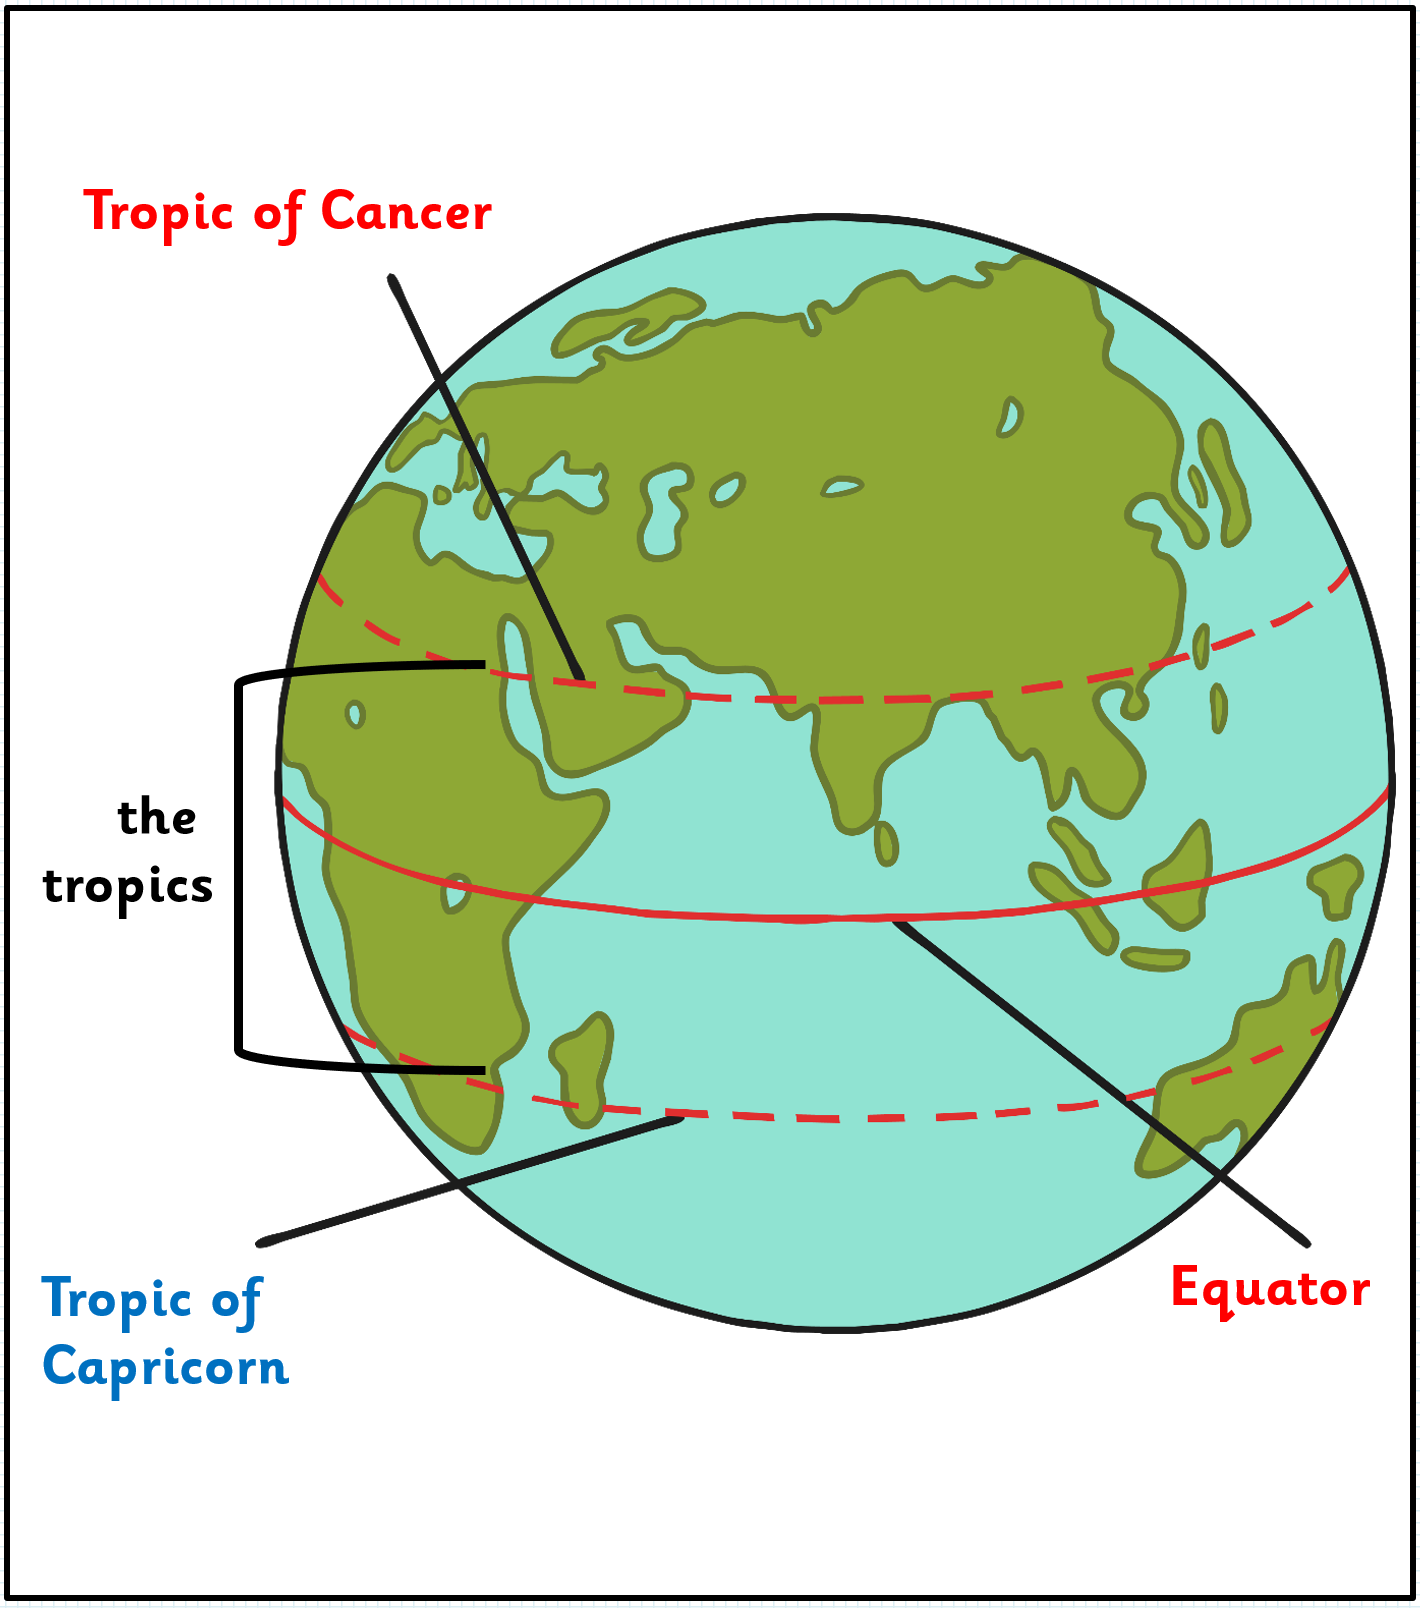 Tropic of Cancer
the
tropics
Tropic of
Capricorn
Equator